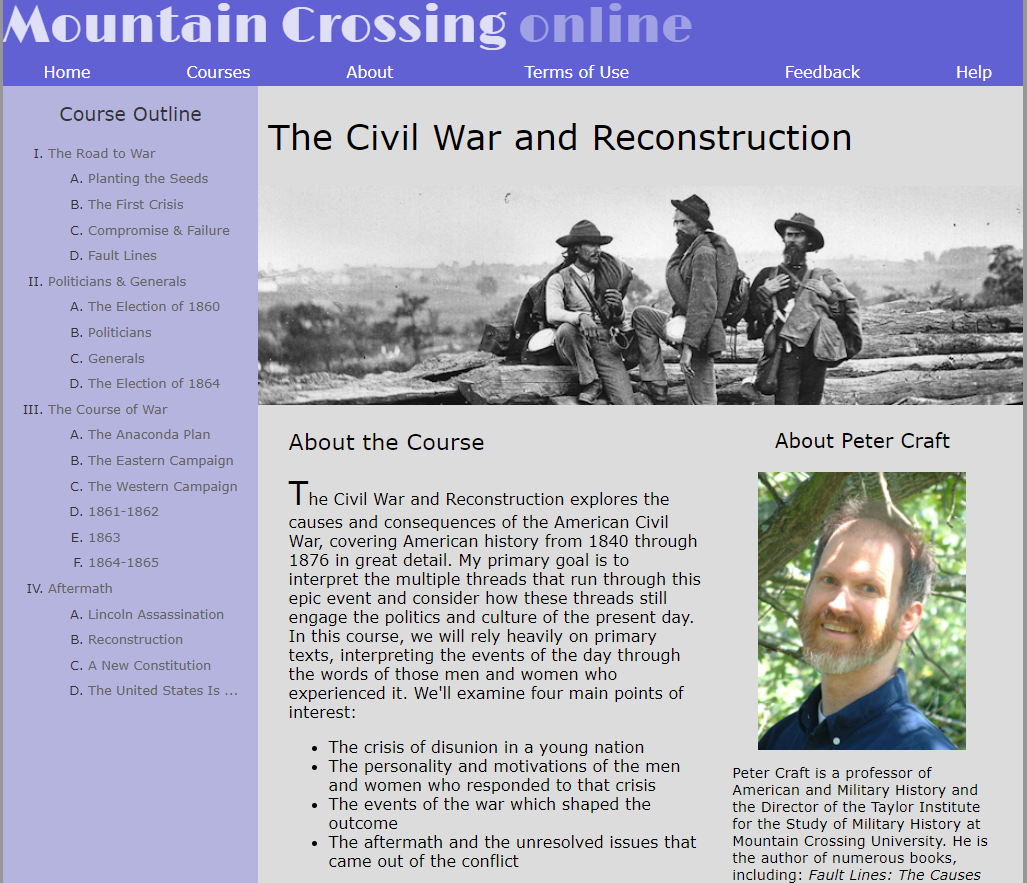 Mountain Crossing online
Home Courses About Terms of Use Feedback Help
Course Outline
I. The Road to War
A. Planting the Seeds
B. The First Crisis
C. Compromise & Failure
D. Fault Lines
II. Politicians & Generals
A. The Election of 1860
B. Politicians
C. Generals
D. The Election of 1864
III. The Course of War
A. The Anaconda Plan
B. The Eastern Campaign
C. The Western Campaign
D. 1861-1862
E. 1863
F. 1864-1865
IV. Aftermath
A. Lincoln Assassination
B. Reconstruction
C. A New Constitution
D. The United States Is ...
The Civil War and Reconstruction
About the Course
The Civil War and Reconstruction explores the
causes and consequences of the American Civil
War, covering American history from 1840 through
1876 in great detail. My primary goal is to
interpret the multiple threads that run through this
epic event and consider how these threads still
engage the politics and culture of the present day.
In this course, we will rely heavily on primary
texts, interpreting the events of the day through
the words of those men and women who
experienced it. We'll examine four main points of
interest:
• The crisis of disunion in a young nation
• The personality and motivations of the men
and women who responded to that crisis
• The events of the war which shaped the
outcome
• The aftermath and the unresolved issues that
came out of the conflict
About Peter Craft
Peter Craft is a professor of
American and Military History and
the Director of the Taylor Institute
for the Study of Military History at
Mountain Crossing University. He is
the author of numerous books,
including: Fault Lines: The Causes